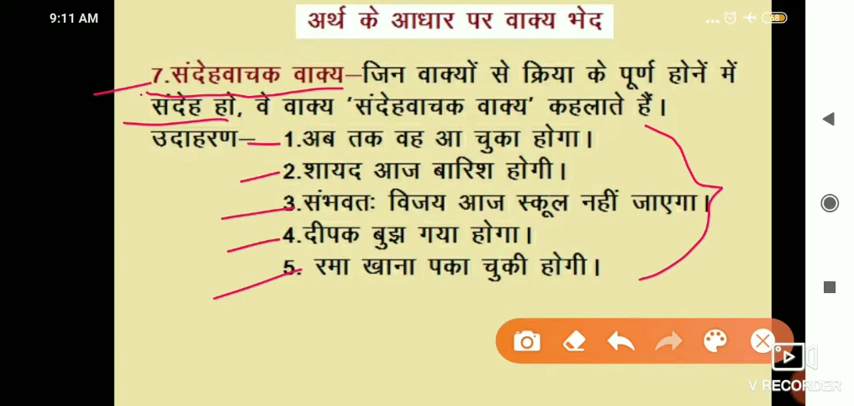 9:11 AM
68
अर्थ के आधार पर वाक्य भेद
7.संदेहवाचक वाक्य–जिन वाक्यों से क्रिया के पूर्ण होनें में
संदेह हो, वे वाक्य 'संदेहवाचक वाक्य' कहलाते हैं।
उदाहरण– 1.अब तक वह आ चुका होगा।
2.शायद आज बारिश होगी।
3.संभवतः विजय आज स्कूल नहीं जाएगा।
4.दीपक बुझ गया होगा।
5. रमा खाना पका चुकी होगी।
V RECORDER